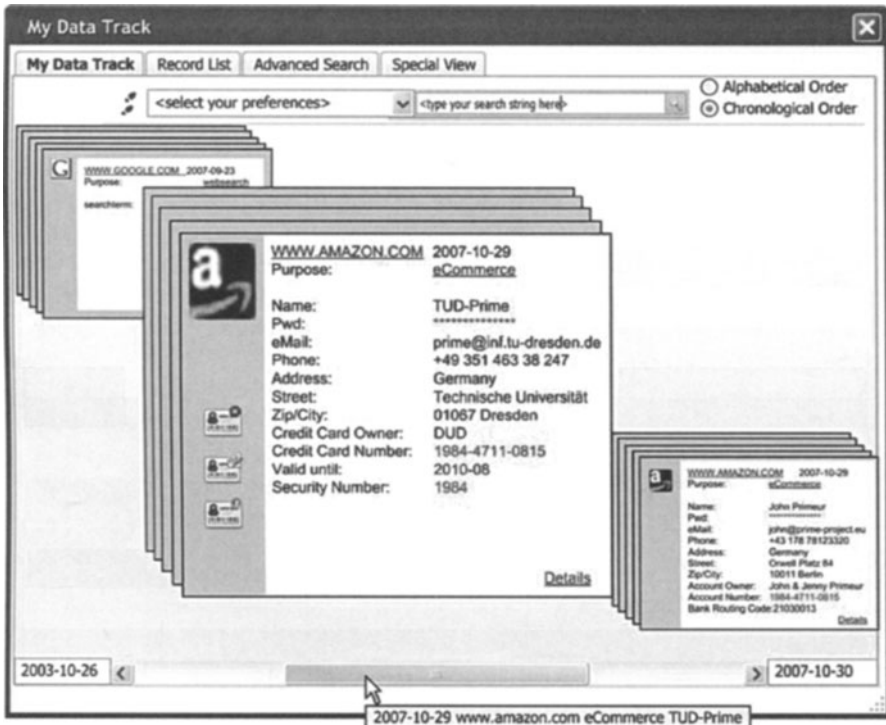 My Data Track
My Data Track Record List Advanced Search Special View
<select your preferences> <type your search string here> Alphabetical Order
Chronological Order
G WWW.GOOGLE.COM 2007-09-23
Purpose: websearch
searchterm:
a WWW.AMAZON.COM 2007-10-29
Purpose: eCommerce
Name: TUD-Prime
Pwd: ***************
eMail: prime@inf.tu-dresden.de
Phone: +49 351 463 38 247
Address: Germany
Street: Technische Universität
Zip/City: 01067 Dresden
Credit Card Owner: DUD
Credit Card Number: 1984-4711-0815
Valid until: 2010-08
Security Number: 1984
Details
a WWW.AMAZON.COM 2007-10-29
Purpose: eCommerce
Name: John Primeur
Pwd: ***************
eMail: john@prime-project.eu
Phone: +43 178 78123320
Address: Germany
Street: Orwell Platz 84
Zip/City: 10011 Berlin
Account Owner: John & Jenny Primeur
Account Number: 1984-4711-0815
Bank Routing Code: 21030013
Details
2003-10-26 2007-10-30
2007-10-29 www.amazon.com eCommerce TUD-Prime